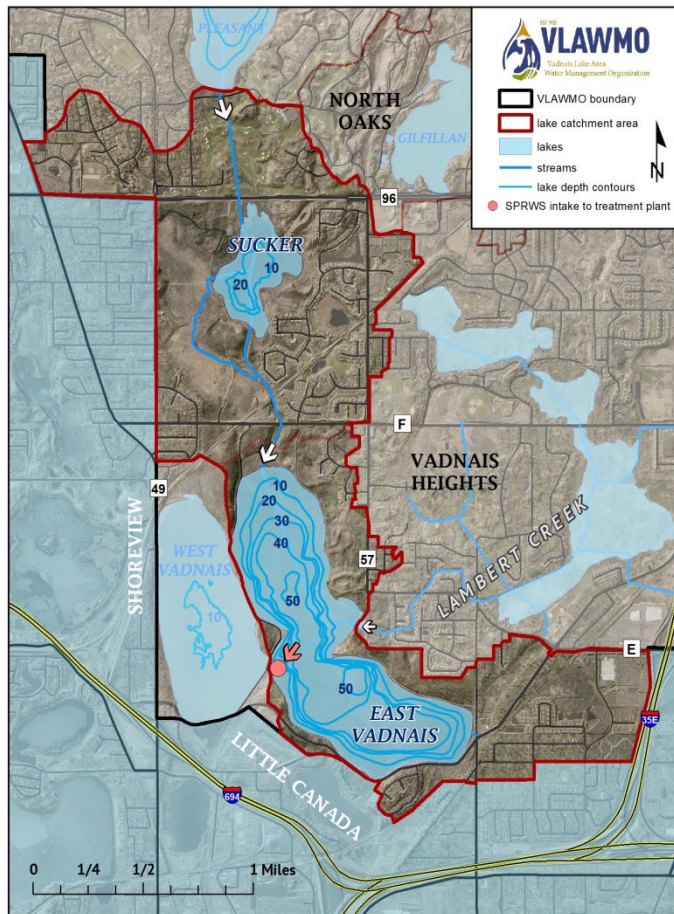 PLEASANT
NORTH
OAKS
GILFILLAN
EST 1983
VLAWMO
Vadnais Lake Area
Water Management Organization
VLAWMO boundary
lake catchment area
lakes
streams
lake depth contours
SPRWS intake to treatment plant
N
96
SUCKER
10
20
F
VADNAIS
HEIGHTS
49
SHOREVIEW
10
20
30
40
50
WEST
VADNAIS
10
57
LAMBERT CREEK
E
50
EAST
VADNAIS
35E
LITTLE CANADA
694
0 1/4 1/2 1 Miles